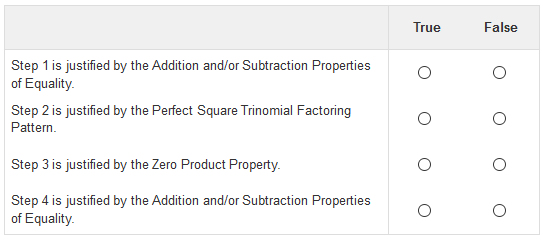 True False
Step 1 is justified by the Addition and/or Subtraction Properties
of Equality.
Step 2 is justified by the Perfect Square Trinomial Factoring
Pattern.
Step 3 is justified by the Zero Product Property.
Step 4 is justified by the Addition and/or Subtraction Properties
of Equality.